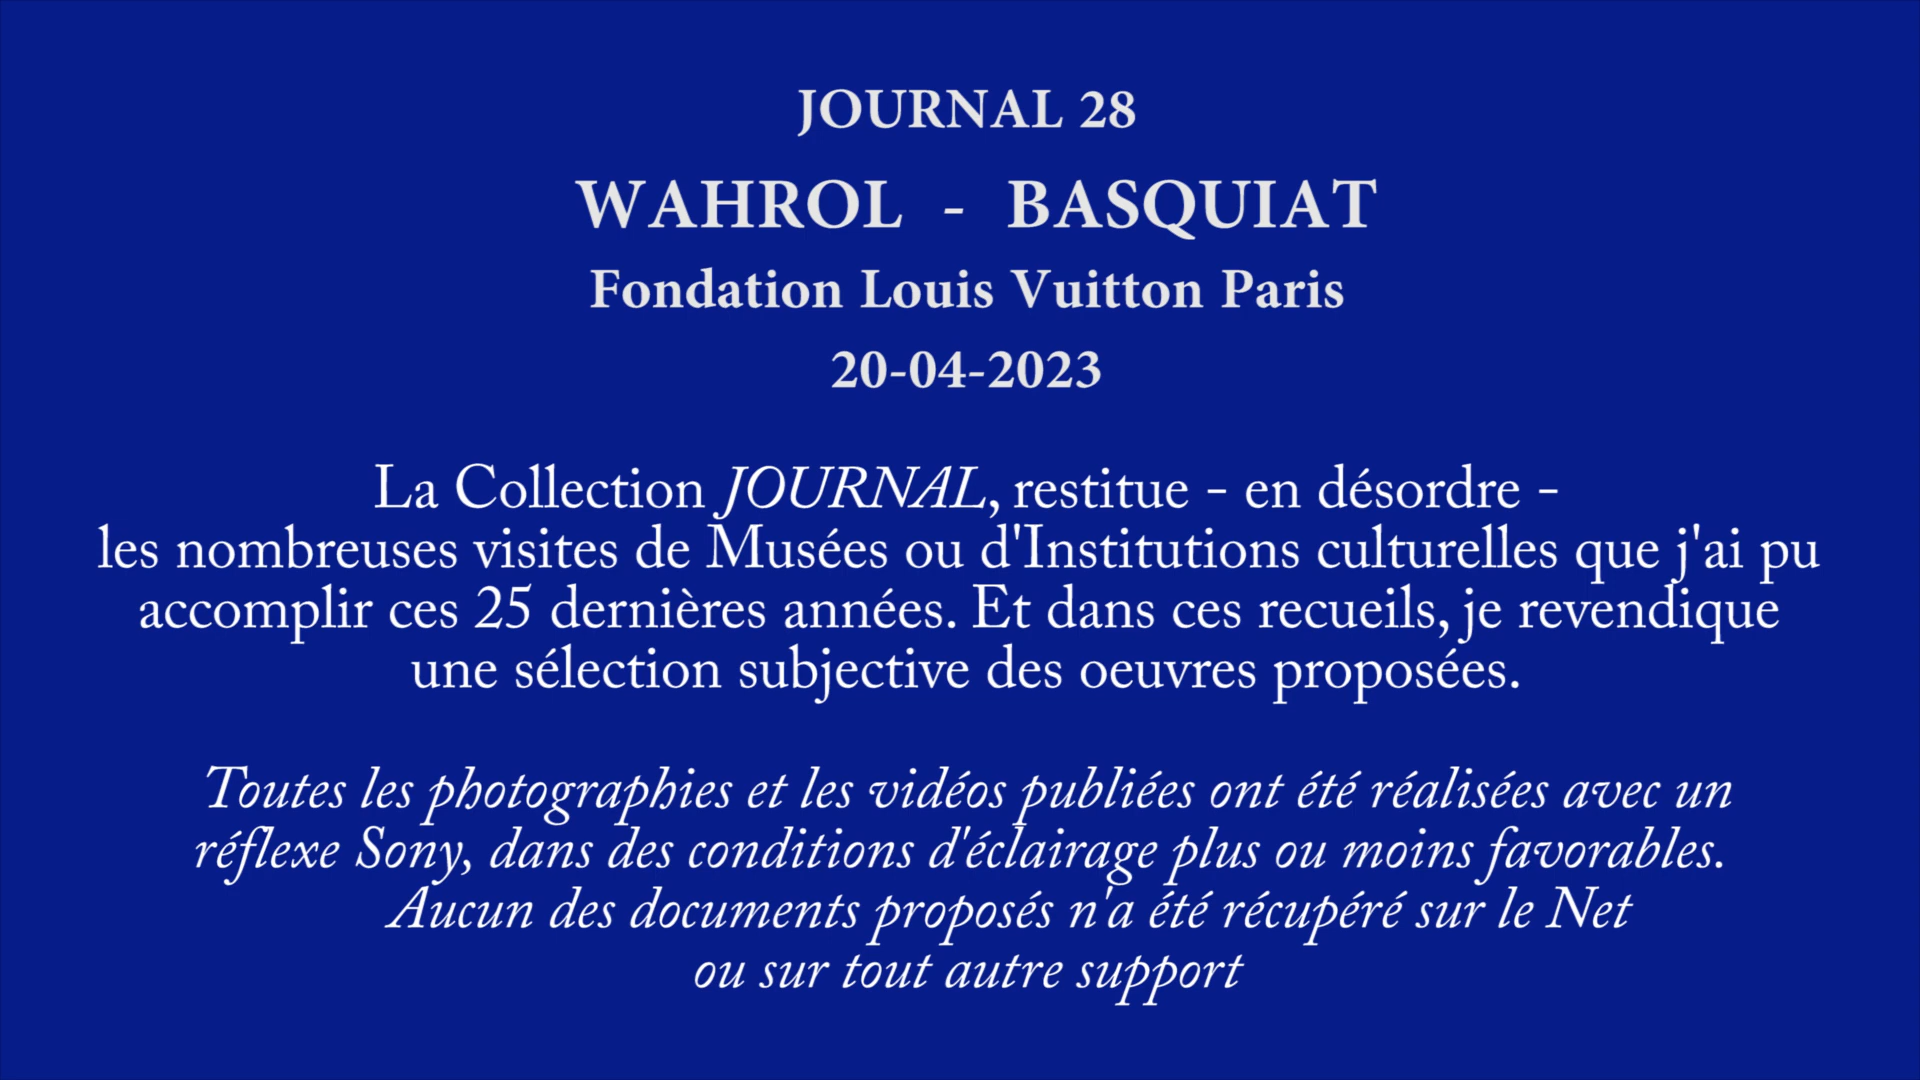 JOURNAL 28
WAHROL - BASQUIAT
Fondation Louis Vuitton Paris
20-04-2023
La Collection JOURNAL, restitue - en désordre -
les nombreuses visites de Musées ou d'Institutions culturelles que j'ai pu
accomplir ces 25 dernières années. Et dans ces recueils, je revendique
une sélection subjective des oeuvres proposées.
Toutes les photographies et les vidéos publiées ont été réalisées avec un
réflexe Sony, dans des conditions d'éclairage plus ou moins favorables.
Aucun des documents proposés n'a été récupéré sur le Net
ou sur tout autre support